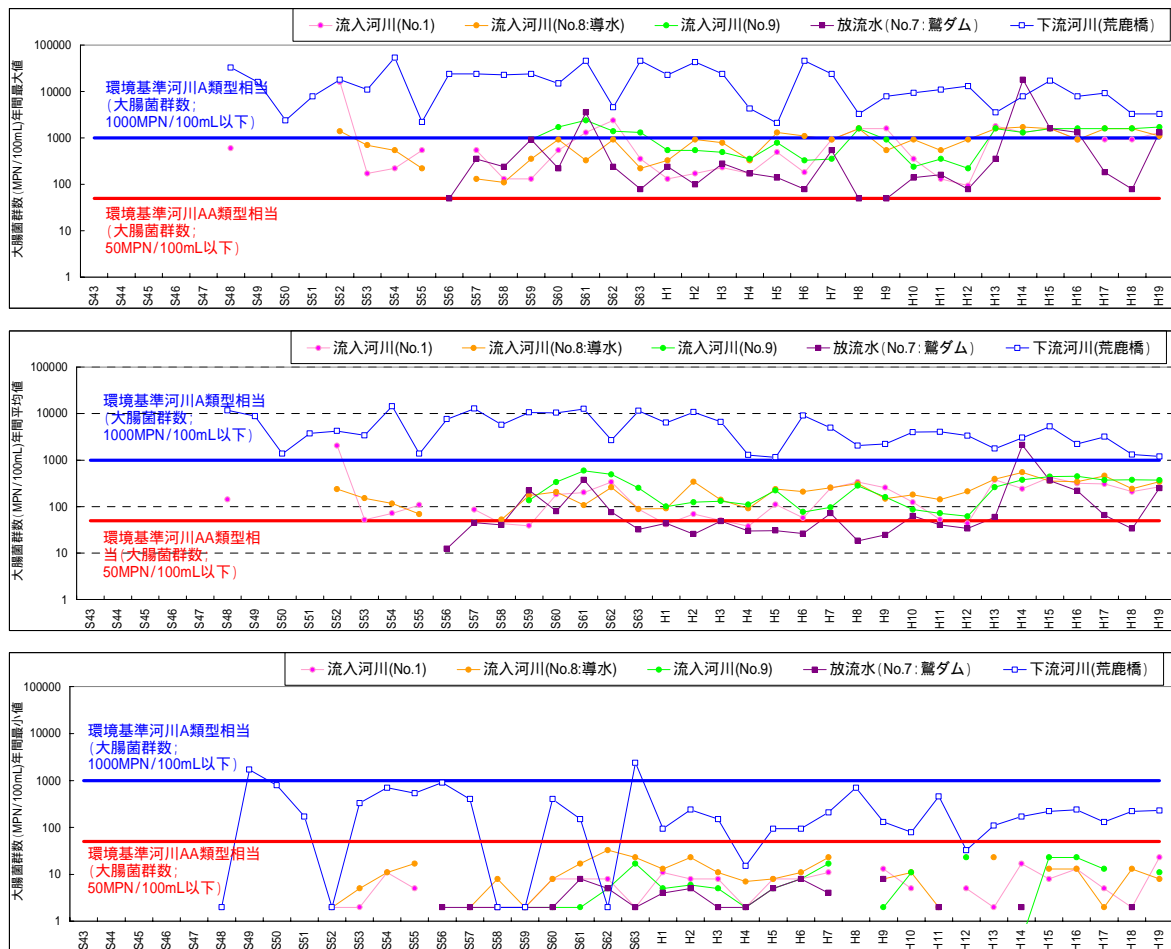 流入河川(No.1) 流入河川(No.8:導水) 流入河川(No.9) 放流水(No.7:鷲ダム) 下流河川(荒鹿橋)
大腸菌群数(MPN/100mL)年間最大値
100000
10000
1000
100
10
1
環境基準河川A類型相当
(大腸菌群数;
1000MPN/100mL以下)
環境基準河川AA類型相当
(大腸菌群数;
50MPN/100mL以下)
S43 S44 S45 S46 S47 S48 S49 S50 S51 S52 S53 S54 S55 S56 S57 S58 S59 S60 S61 S62 S63 H1 H2 H3 H4 H5 H6 H7 H8 H9 H10 H11 H12 H13 H14 H15 H16 H17 H18 H19
流入河川(No.1) 流入河川(No.8:導水) 流入河川(No.9) 放流水(No.7:鷲ダム) 下流河川(荒鹿橋)
大腸菌群数(MPN/100mL)年間平均値
100000
10000
1000
100
10
1
環境基準河川A類型相当
(大腸菌群数;
1000MPN/100mL以下)
環境基準河川AA類型相
当(大腸菌群数;
50MPN/100mL以下)
S43 S44 S45 S46 S47 S48 S49 S50 S51 S52 S53 S54 S55 S56 S57 S58 S59 S60 S61 S62 S63 H1 H2 H3 H4 H5 H6 H7 H8 H9 H10 H11 H12 H13 H14 H15 H16 H17 H18 H19
流入河川(No.1) 流入河川(No.8:導水) 流入河川(No.9) 放流水(No.7:鷲ダム) 下流河川(荒鹿橋)
大腸菌群数(MPN/100mL)年間最小値
100000
10000
1000
100
10
1
環境基準河川A類型相当
(大腸菌群数;
1000MPN/100mL以下)
環境基準河川AA類型相当
(大腸菌群数;
50MPN/100mL以下)
S43 S44 S45 S46 S47 S48 S49 S50 S51 S52 S53 S54 S55 S56 S57 S58 S59 S60 S61 S62 S63 H1 H2 H3 H4 H5 H6 H7 H8 H9 H10 H11 H12 H13 H14 H15 H16 H17 H18 H19